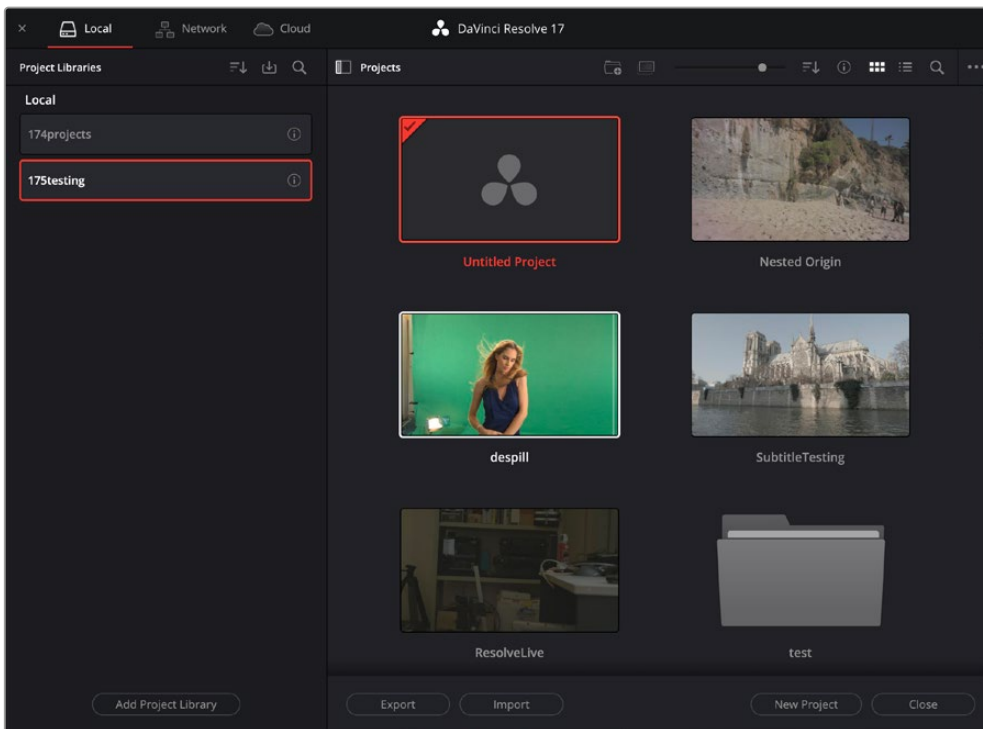 Local Network Cloud DaVinci Resolve 17
Project Libraries
Projects
Local
174projects
175testing
Untitled Project
Nested Origin
despill
SubtitleTesting
ResolveLive
test
Add Project Library
Export
Import
New Project
Close